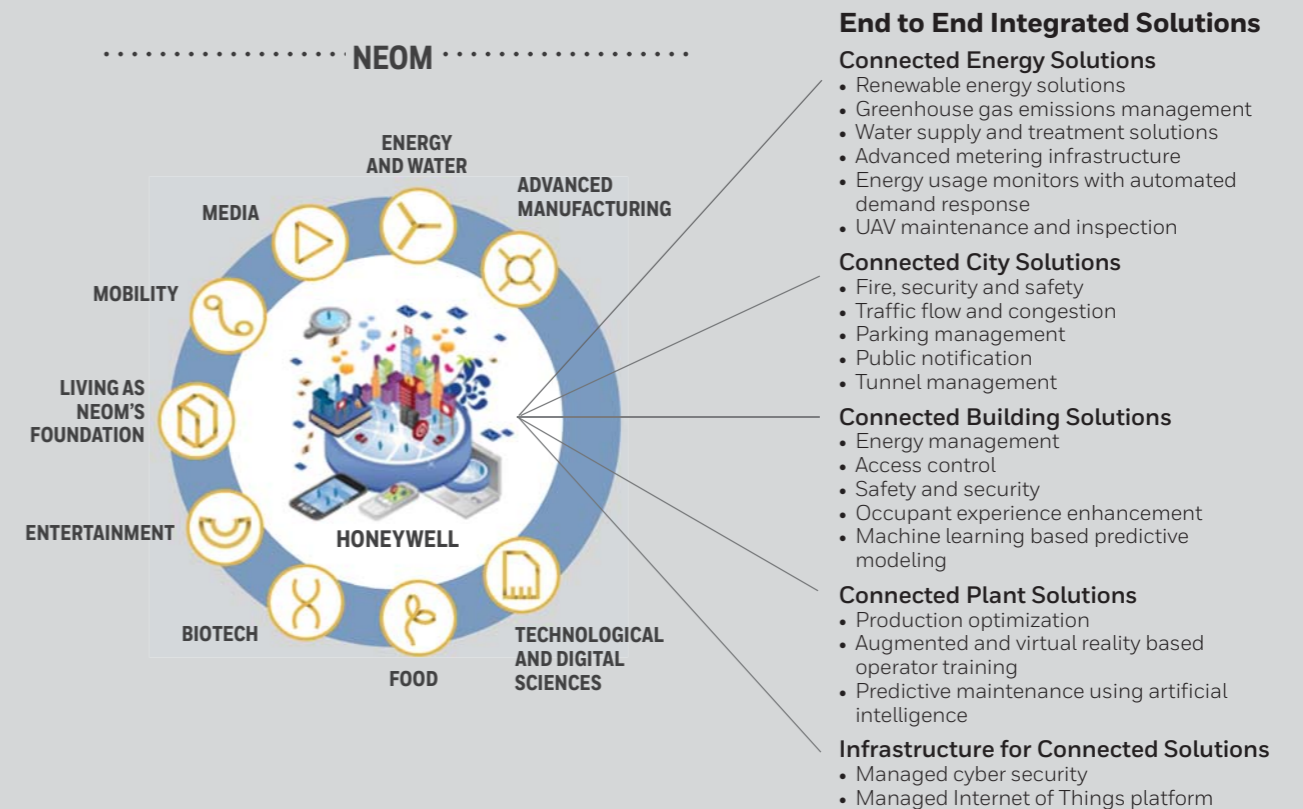 NEOM
ENERGY
AND WATER
ADVANCED
MANUFACTURING
MEDIA
MOBILITY
LIVING AS
NEOM'S
FOUNDATION
ENTERTAINMENT
BIOTECH
FOOD
TECHNOLOGICAL
AND DIGITAL
SCIENCES
HONEYWELL
End to End Integrated Solutions
Connected Energy Solutions
• Renewable energy solutions
• Greenhouse gas emissions management
• Water supply and treatment solutions
• Advanced metering infrastructure
• Energy usage monitors with automated
demand response
• UAV maintenance and inspection
Connected City Solutions
• Fire, security and safety
• Traffic flow and congestion
• Parking management
• Public notification
• Tunnel management
Connected Building Solutions
• Energy management
• Access control
• Safety and security
• Occupant experience enhancement
• Machine learning based predictive
modeling
Connected Plant Solutions
• Production optimization
• Augmented and virtual reality based
operator training
• Predictive maintenance using artificial
intelligence
Infrastructure for Connected Solutions
• Managed cyber security
• Managed Internet of Things platform